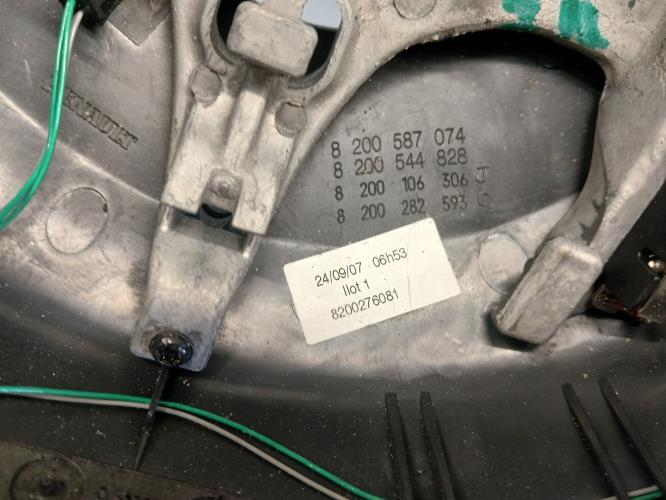 RENAULT
8 200 587 074
8 200 544 828
8 200 106 306 J
8 200 282 593 C
24/09/07 06h53
Ilot 1
8200276081